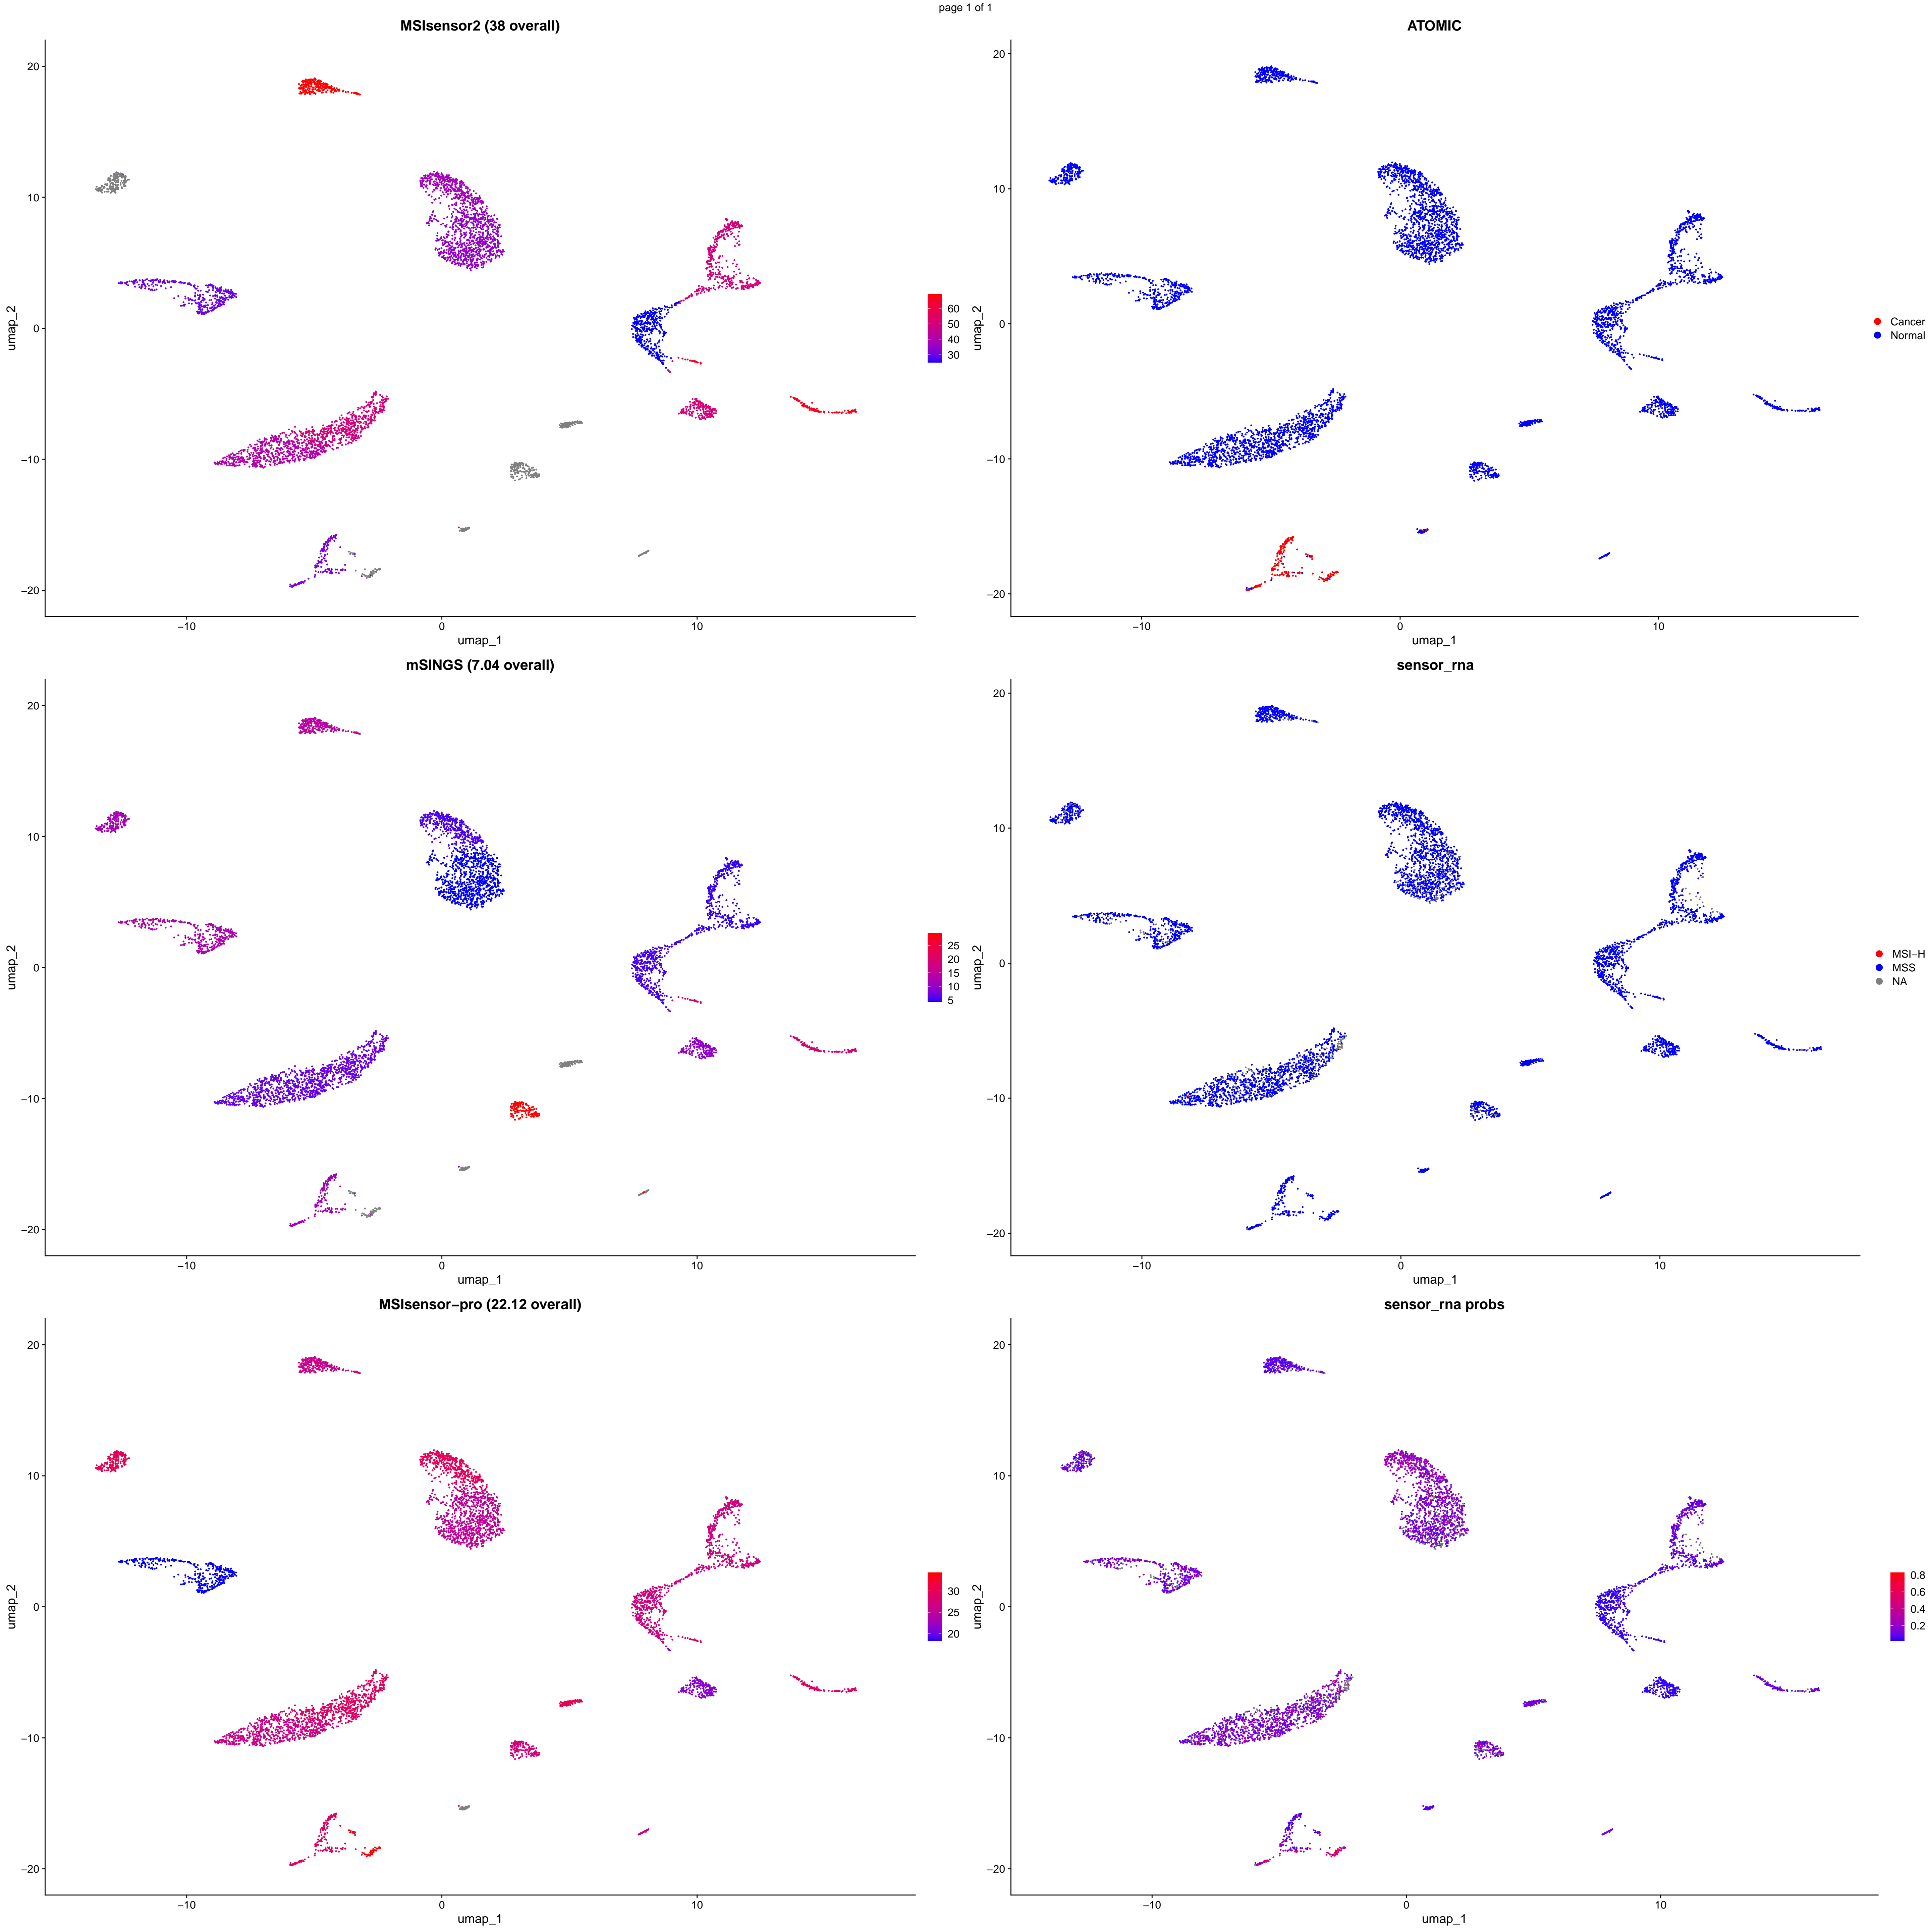 page 1 of 1
MSIsensor2 (38 overall)
20
10
0
−10
−20
umap_2
−10
0
10
umap_1
60
50
40
30
ATOMIC
20
10
0
−10
−20
umap_2
−10
0
10
umap_1
Cancer
Normal
mSINGS (7.04 overall)
20
10
0
−10
−20
umap_2
−10
0
10
umap_1
25
20
15
10
5
sensor_rna
20
10
0
−10
−20
umap_2
−10
0
10
umap_1
MSI−H
MSS
NA
MSIsensor−pro (22.12 overall)
20
10
0
−10
−20
umap_2
−10
0
10
umap_1
30
25
20
sensor_rna probs
20
10
0
−10
−20
umap_2
−10
0
10
umap_1
0.8
0.6
0.4
0.2